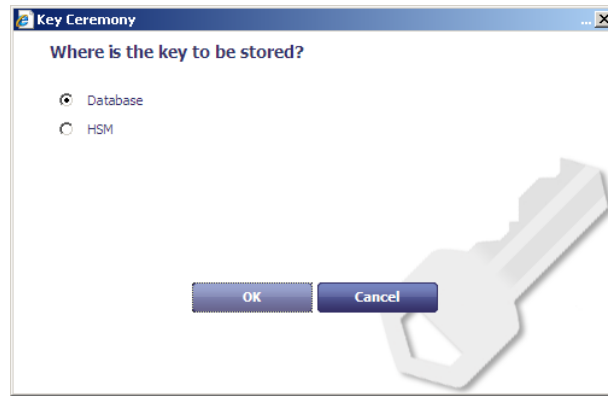 Key Ceremony
...
Where is the key to be stored?
Database
HSM
OK Cancel